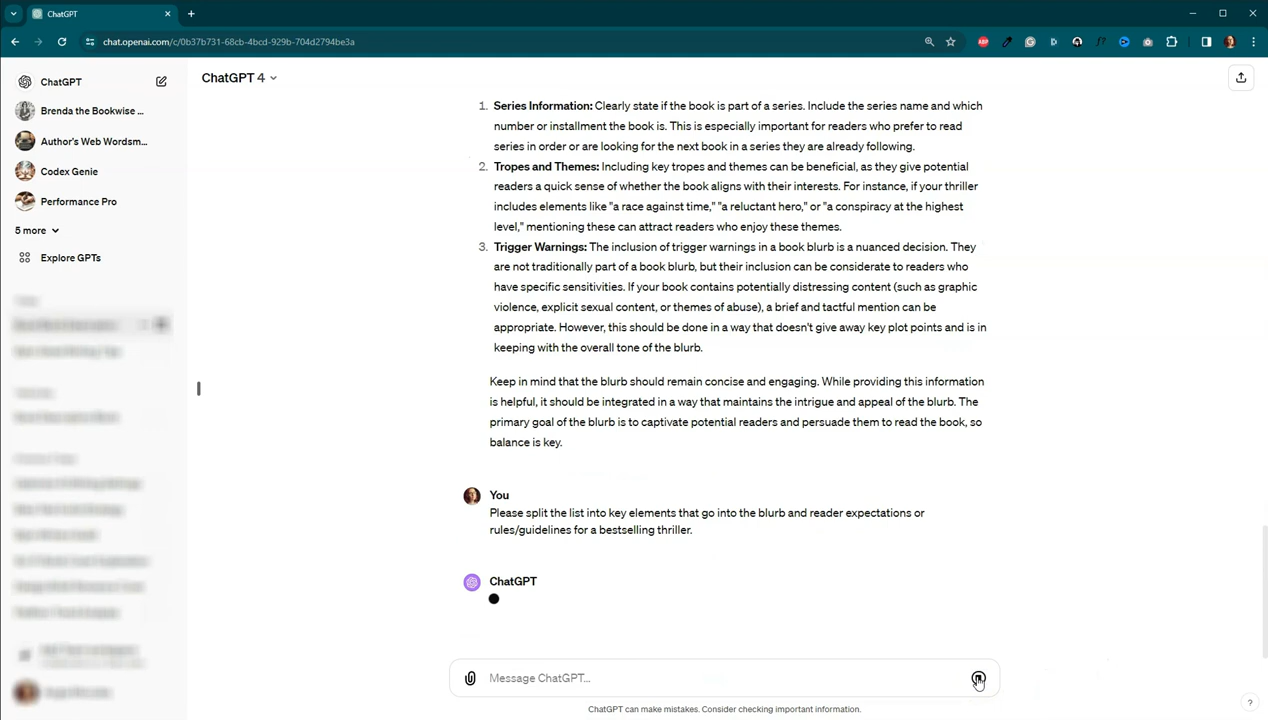 ChatGPT
chat.openai.com/c/0b37b731-68cb-4bcd-929b-704d2794be3a
ChatGPT
Brenda the Bookwise ...
Author's Web Wordsm...
Codex Genie
Performance Pro
5 more
Explore GPTs
ChatGPT 4
1. Series Information: Clearly state if the book is part of a series. Include the series name and which
number or installment the book is. This is especially important for readers who prefer to read
series in order or are looking for the next book in a series they are already following.
2. Tropes and Themes: Including key tropes and themes can be beneficial, as they give potential
readers a quick sense of whether the book aligns with their interests. For instance, if your thriller
includes elements like "a race against time," "a reluctant hero," or "a conspiracy at the highest
level," mentioning these can attract readers who enjoy these themes.
3. Trigger Warnings: The inclusion of trigger warnings in a book blurb is a nuanced decision. They
are not traditionally part of a book blurb, but their inclusion can be considerate to readers who
have specific sensitivities. If your book contains potentially distressing content (such as graphic
violence, explicit sexual content, or themes of abuse), a brief and tactful mention can be
appropriate. However, this should be done in a way that doesn't give away key plot points and is in
keeping with the overall tone of the blurb.
Keep in mind that the blurb should remain concise and engaging. While providing this information
is helpful, it should be integrated in a way that maintains the intrigue and appeal of the blurb. The
primary goal of the blurb is to captivate potential readers and persuade them to read the book, so
balance is key.
You
Please split the list into key elements that go into the blurb and reader expectations or
rules/guidelines for a bestselling thriller.
ChatGPT
Message ChatGPT...
ChatGPT can make mistakes. Consider checking important information.
?